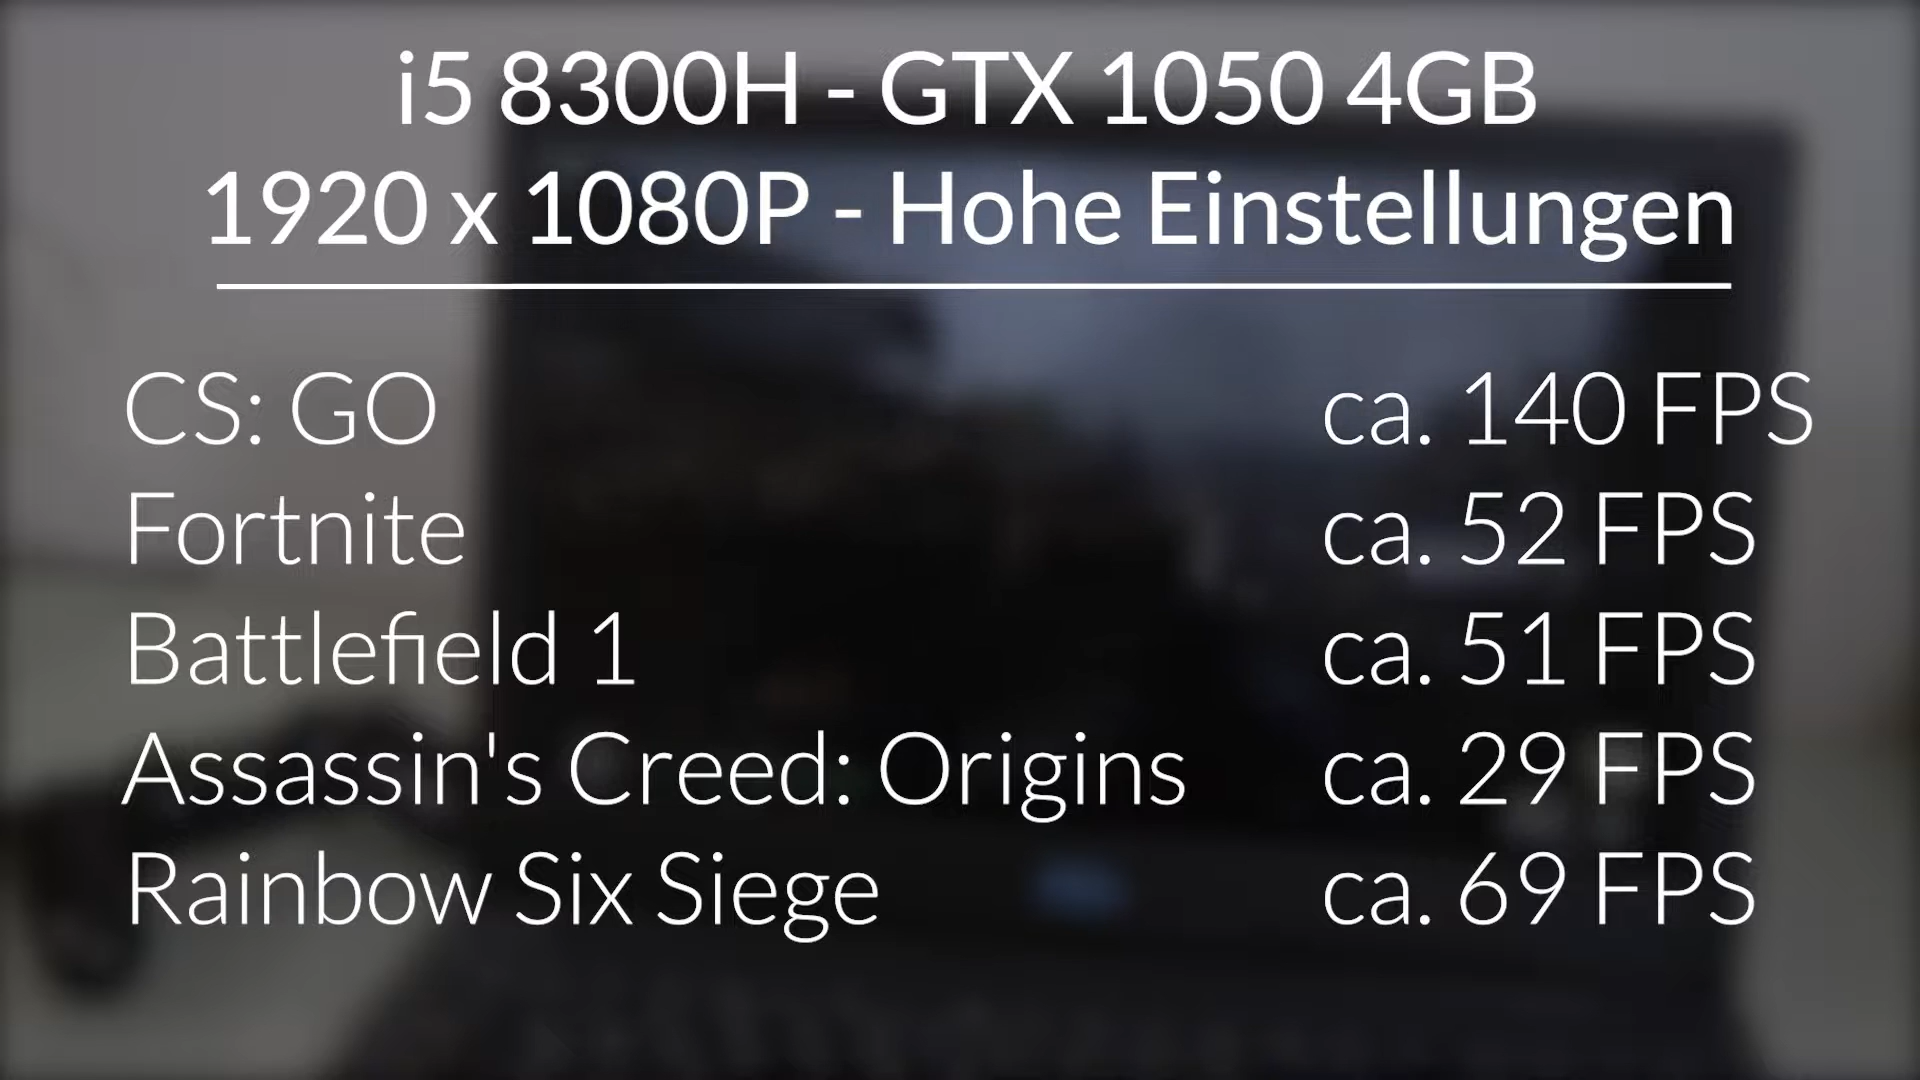 i5 8300H - GTX 1050 4GB
1920 x 1080P - Hohe Einstellungen
CS: GO ca. 140 FPS
Fortnite ca. 52 FPS
Battlefield 1 ca. 51 FPS
Assassin's Creed: Origins ca. 29 FPS
Rainbow Six Siege ca. 69 FPS